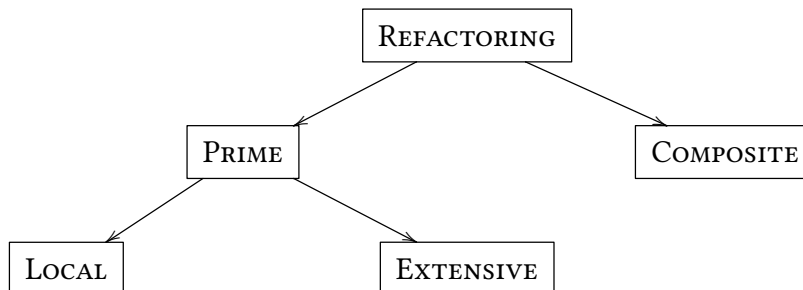 REFACTORING
PRIME
COMPOSITE
LOCAL
EXTENSIVE